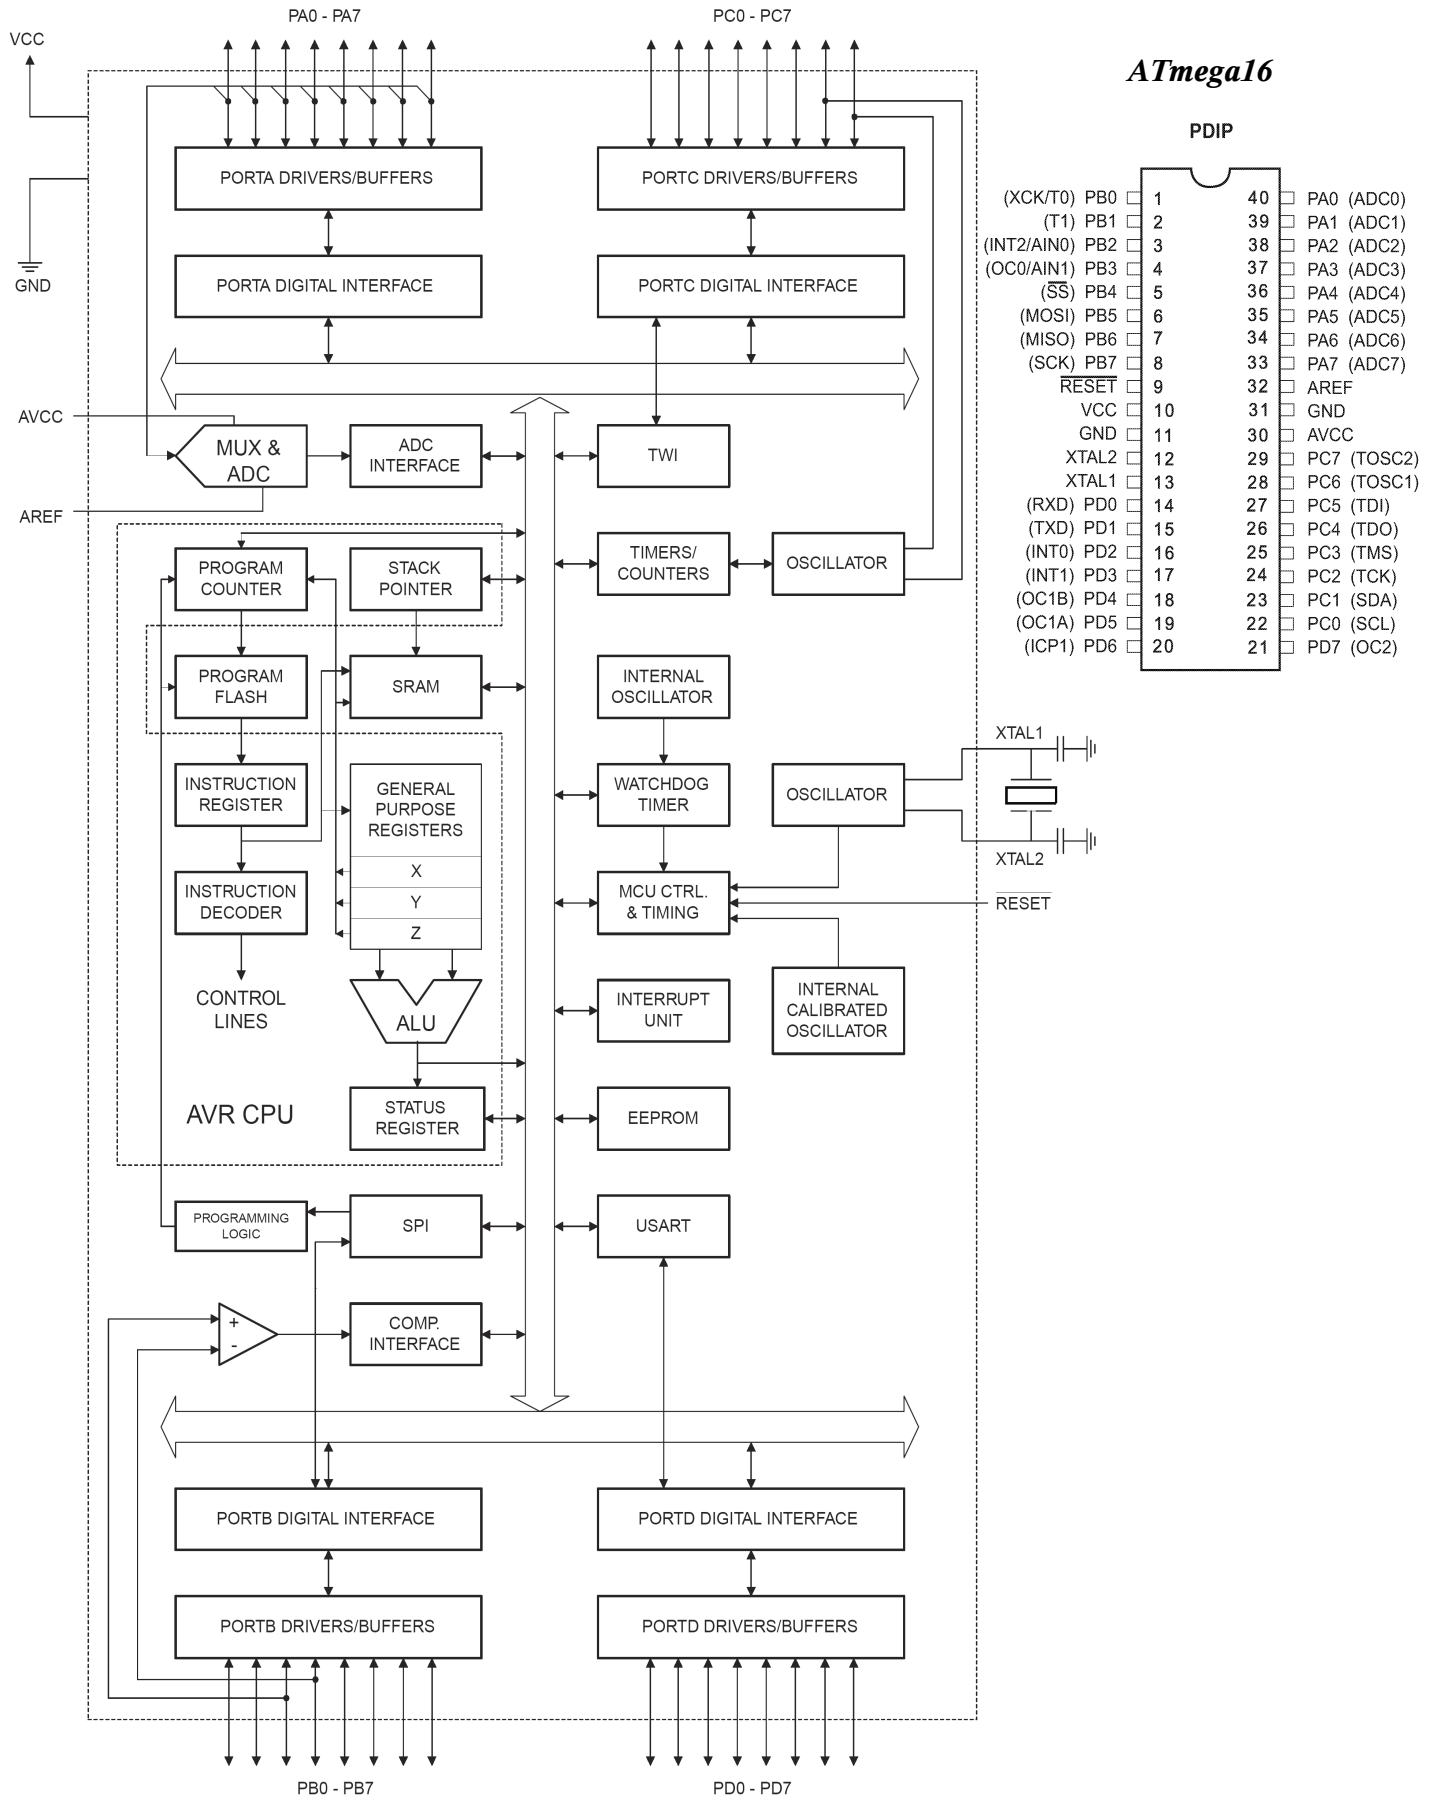 PA0 - PA7
PC0 - PC7
VCC
GND
PORTA DRIVERS/BUFFERS
PORTC DRIVERS/BUFFERS
PORTA DIGITAL INTERFACE
PORTC DIGITAL INTERFACE
AVCC
MUX &
ADC
ADC
INTERFACE
TWI
AREF
PROGRAM
COUNTER
STACK
POINTER
TIMERS/
COUNTERS
OSCILLATOR
PROGRAM
FLASH
SRAM
INTERNAL
OSCILLATOR
INSTRUCTION
REGISTER
GENERAL
PURPOSE
REGISTERS
X
Y
Z
WATCHDOG
TIMER
OSCILLATOR
XTAL1
XTAL2
INSTRUCTION
DECODER
MCU CTRL.
& TIMING
RESET
CONTROL
LINES
ALU
INTERRUPT
UNIT
INTERNAL
CALIBRATED
OSCILLATOR
AVR CPU
STATUS
REGISTER
EEPROM
PROGRAMMING
LOGIC
SPI
USART
+
-
COMP.
INTERFACE
PORTB DIGITAL INTERFACE
PORTD DIGITAL INTERFACE
PORTB DRIVERS/BUFFERS
PORTD DRIVERS/BUFFERS
PB0 - PB7
PD0 - PD7
ATmega16
PDIP
(XCK/T0) PB0 1 40 PA0 (ADC0)
(T1) PB1 2 39 PA1 (ADC1)
(INT2/AIN0) PB2 3 38 PA2 (ADC2)
(OC0/AIN1) PB3 4 37 PA3 (ADC3)
(SS) PB4 5 36 PA4 (ADC4)
(MOSI) PB5 6 35 PA5 (ADC5)
(MISO) PB6 7 34 PA6 (ADC6)
(SCK) PB7 8 33 PA7 (ADC7)
RESET 9 32 AREF
VCC 10 31 GND
GND 11 30 AVCC
XTAL2 12 29 PC7 (TOSC2)
XTAL1 13 28 PC6 (TOSC1)
(RXD) PD0 14 27 PC5 (TDI)
(TXD) PD1 15 26 PC4 (TDO)
(INT0) PD2 16 25 PC3 (TMS)
(INT1) PD3 17 24 PC2 (TCK)
(OC1B) PD4 18 23 PC1 (SDA)
(OC1A) PD5 19 22 PC0 (SCL)
(ICP1) PD6 20 21 PD7 (OC2)